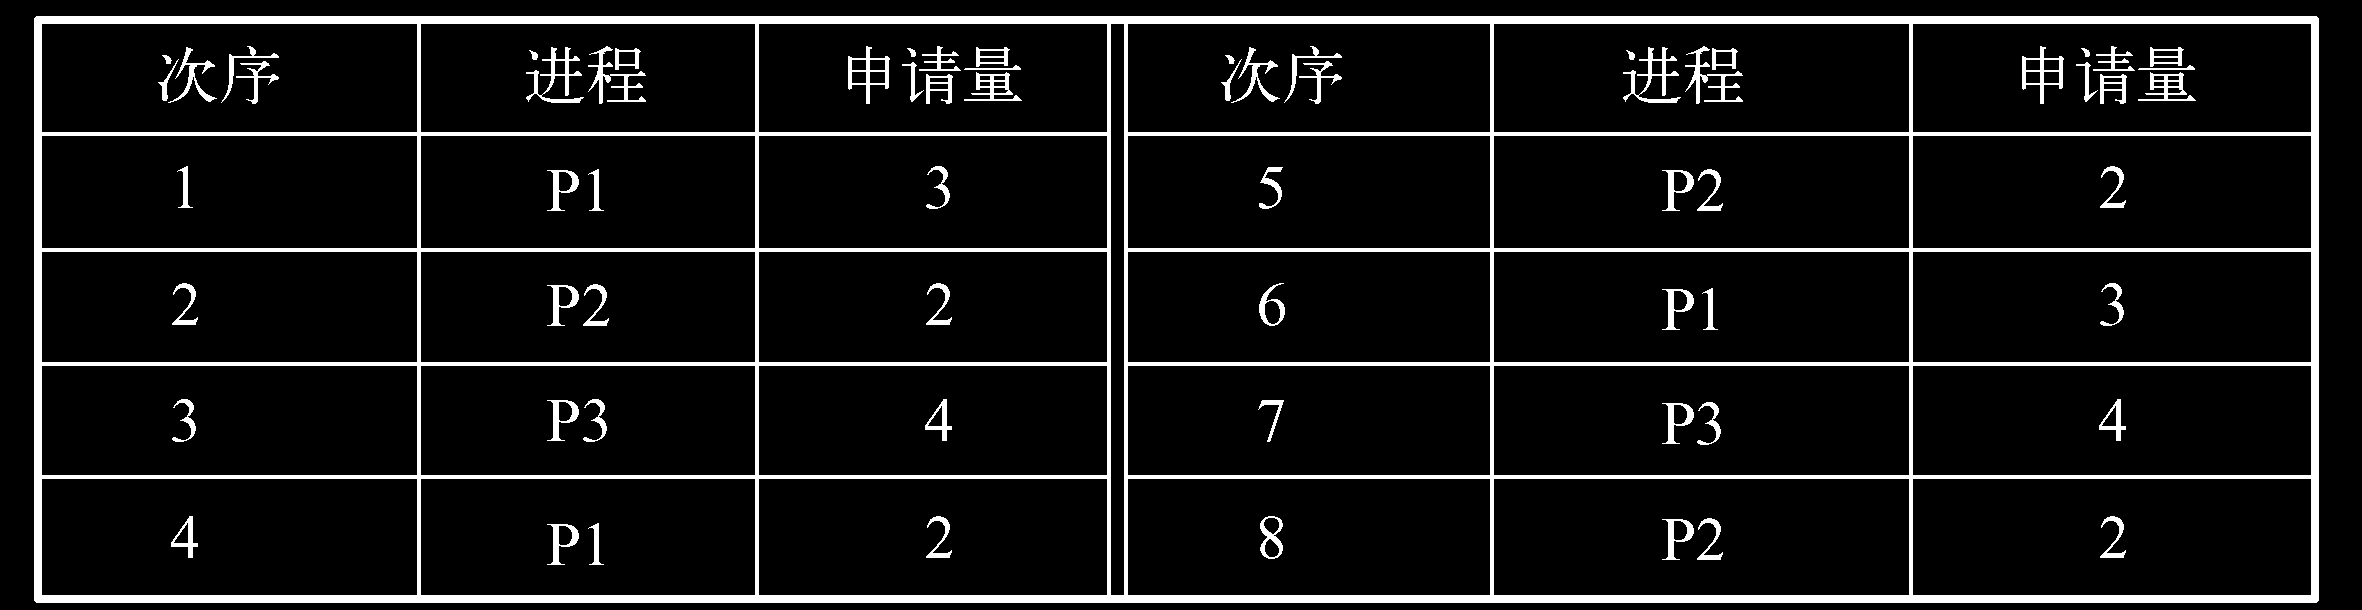 次序 进程 申请量 次序 进程 申请量
1 P1 3 5 P2 2
2 P2 2 6 P1 3
3 P3 4 7 P3 4
4 P1 2 8 P2 2